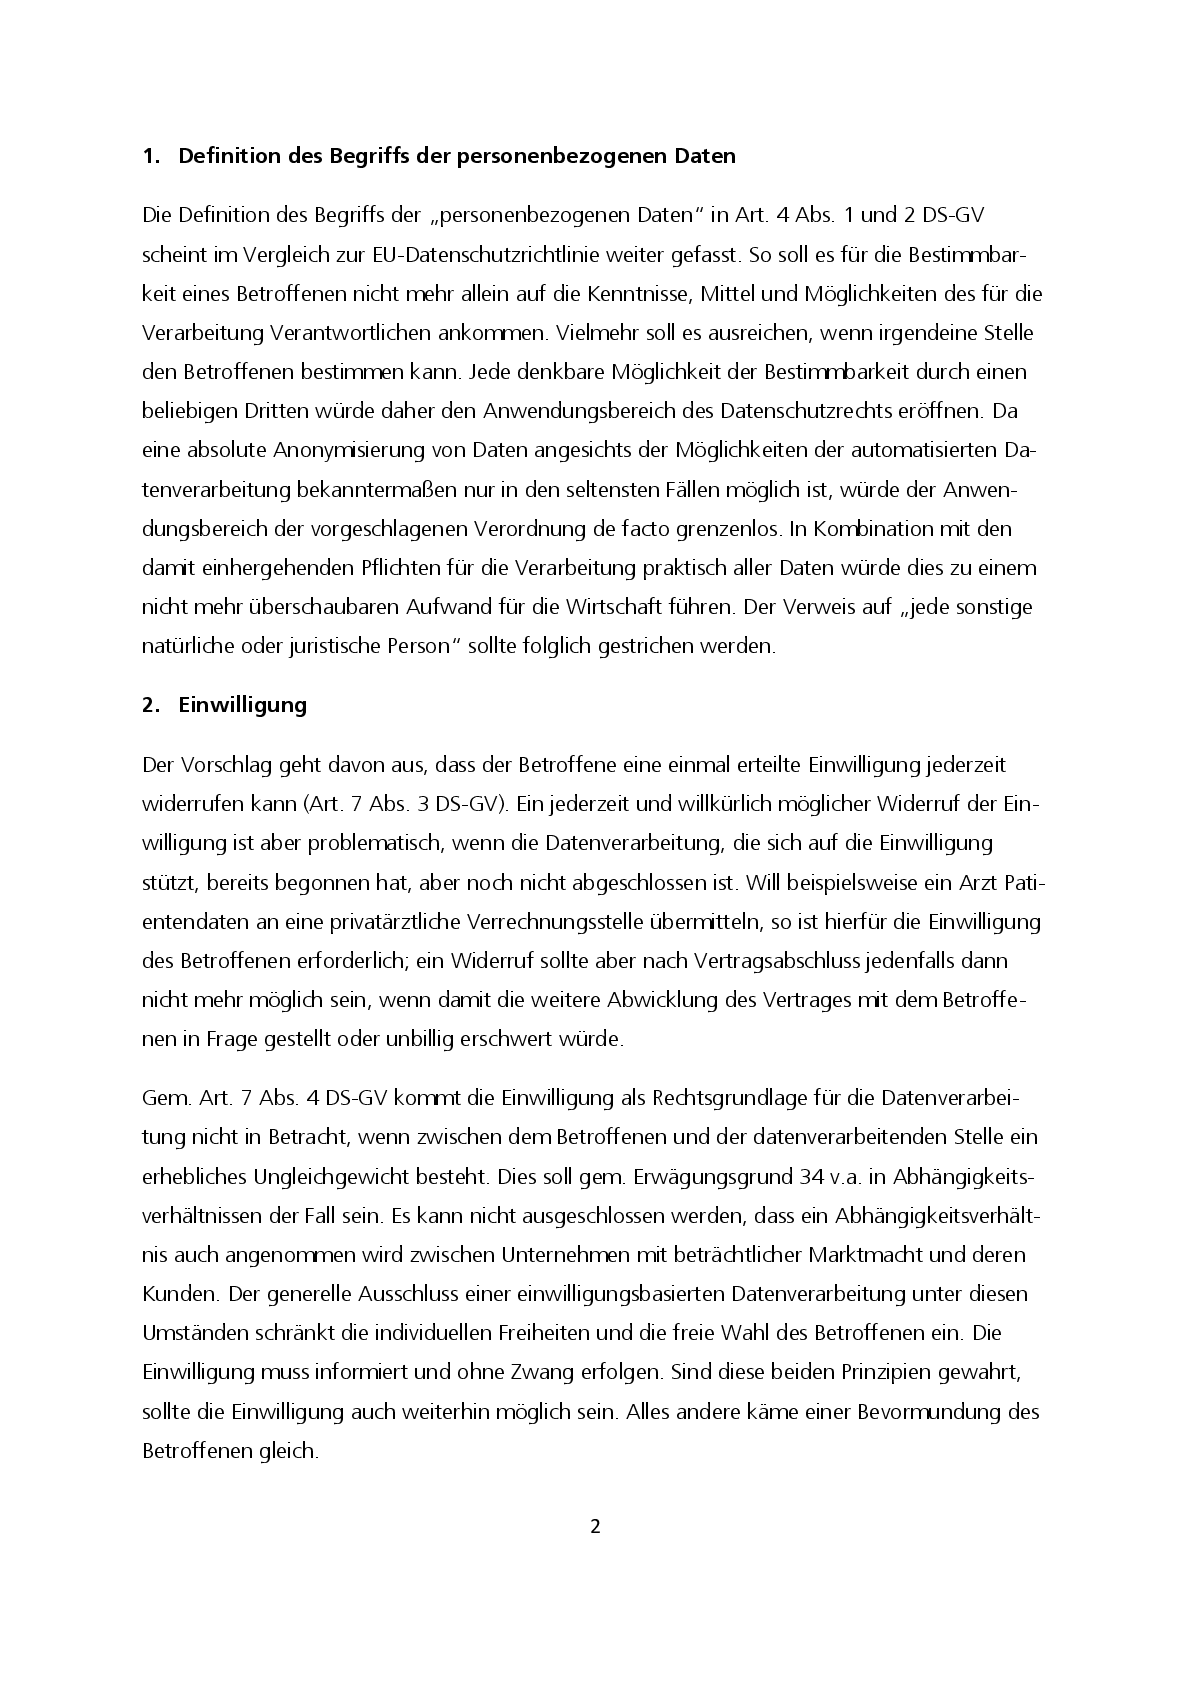 1. Definition des Begriffs der personenbezogenen Daten
Die Definition des Begriffs der „personenbezogenen Daten“ in Art. 4 Abs. 1 und 2 DS-GV
scheint im Vergleich zur EU-Datenschutzrichtlinie weiter gefasst. So soll es für die Bestimmbar-
keit eines Betroffenen nicht mehr allein auf die Kenntnisse, Mittel und Möglichkeiten des für die
Verarbeitung Verantwortlichen ankommen. Vielmehr soll es ausreichen, wenn irgendeine Stelle
den Betroffenen bestimmen kann. Jede denkbare Möglichkeit der Bestimmbarkeit durch einen
beliebigen Dritten würde daher den Anwendungsbereich des Datenschutzrechts eröffnen. Da
eine absolute Anonymisierung von Daten angesichts der Möglichkeiten der automatisierten Da-
tenverarbeitung bekanntermaßen nur in den seltensten Fällen möglich ist, würde der Anwen-
dungsbereich der vorgeschlagenen Verordnung de facto grenzenlos. In Kombination mit den
damit einhergehenden Pflichten für die Verarbeitung praktisch aller Daten würde dies zu einem
nicht mehr überschaubaren Aufwand für die Wirtschaft führen. Der Verweis auf „jede sonstige
natürliche oder juristische Person“ sollte folglich gestrichen werden.
2. Einwilligung
Der Vorschlag geht davon aus, dass der Betroffene eine einmal erteilte Einwilligung jederzeit
widerrufen kann (Art. 7 Abs. 3 DS-GV). Ein jederzeit und willkürlich möglicher Widerruf der Ein-
willigung ist aber problematisch, wenn die Datenverarbeitung, die sich auf die Einwilligung
stützt, bereits begonnen hat, aber noch nicht abgeschlossen ist. Will beispielsweise ein Arzt Pati-
entendaten an eine privatärztliche Verrechnungsstelle übermitteln, so ist hierfür die Einwilligung
des Betroffenen erforderlich; ein Widerruf sollte aber nach Vertragsabschluss jedenfalls dann
nicht mehr möglich sein, wenn damit die weitere Abwicklung des Vertrages mit dem Betroffe-
nen in Frage gestellt oder unbillig erschwert würde.
Gem. Art. 7 Abs. 4 DS-GV kommt die Einwilligung als Rechtsgrundlage für die Datenverarbei-
tung nicht in Betracht, wenn zwischen dem Betroffenen und der datenverarbeitenden Stelle ein
erhebliches Ungleichgewicht besteht. Dies soll gem. Erwägungsgrund 34 v.a. in Abhängigkeits-
verhältnissen der Fall sein. Es kann nicht ausgeschlossen werden, dass ein Abhängigkeitsverhält-
nis auch angenommen wird zwischen Unternehmen mit beträchtlicher Marktmacht und deren
Kunden. Der generelle Ausschluss einer einwilligungsbasierten Datenverarbeitung unter diesen
Umständen schränkt die individuellen Freiheiten und die freie Wahl des Betroffenen ein. Die
Einwilligung muss informiert und ohne Zwang erfolgen. Sind diese beiden Prinzipien gewahrt,
sollte die Einwilligung auch weiterhin möglich sein. Alles andere käme einer Bevormundung des
Betroffenen gleich.
2